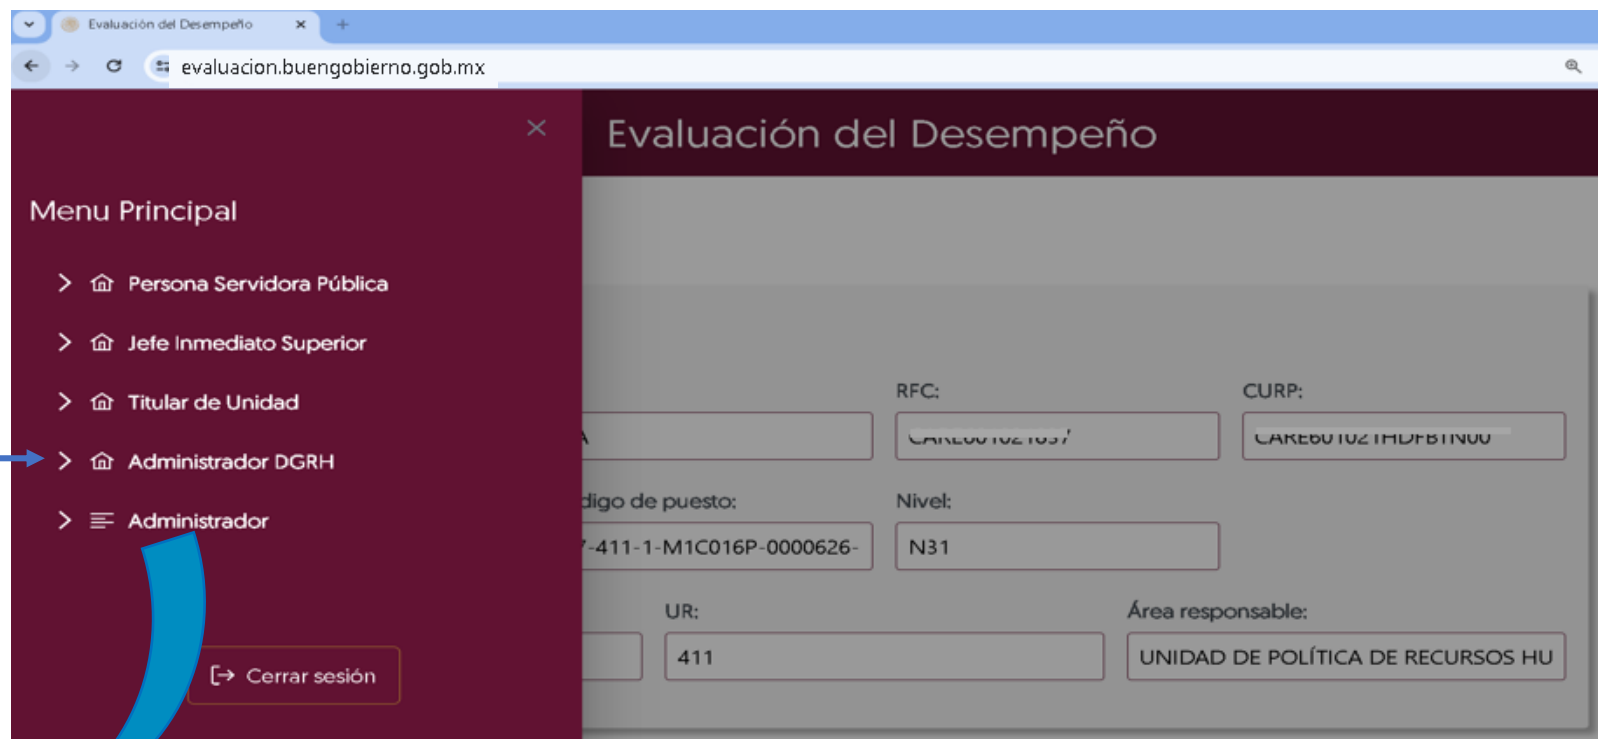 Evaluación del Desempeño
evaluacion.buengobierno.gob.mx
Evaluación del Desempeño
Menu Principal
Persona Servidora Pública
Jefe Inmediato Superior
Titular de Unidad
Administrador DGRH
Administrador
Cerrar sesión
RFC:
CURP:
A
digo de puesto:
Nivel:
-411-1-M1C016P-0000626-
N31
UR:
Área responsable:
411
UNIDAD DE POLÍTICA DE RECURSOS HU